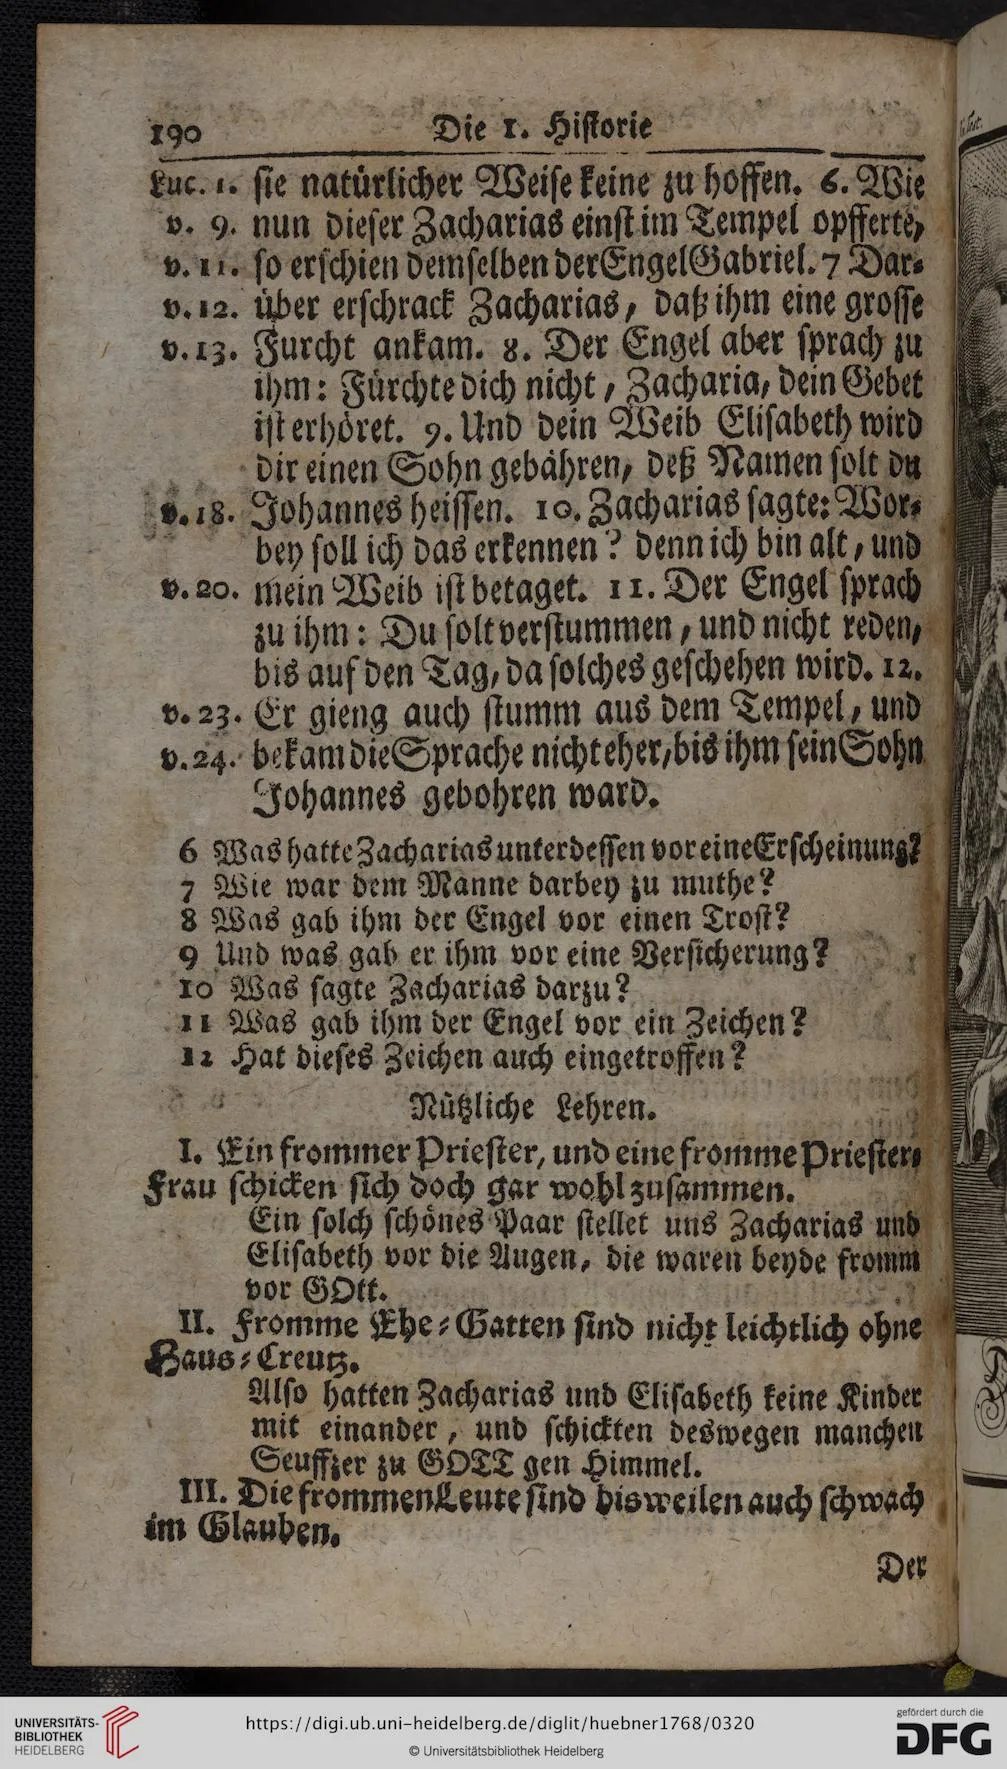 190 Die 1. Historie
Luc. 1. sie natürlicher Weise keine zu hoffen. 6. Wie
v. 9. nun dieser Zacharias einst im Tempel opfferte,
v. 11. so erschien demselben der Engel Gabriel. 7 Dar-
v. 12. über erschrack Zacharias, daß ihm eine grosse
v. 13. Furcht ankam. 8. Der Engel aber sprach zu
ihm: Fürchte dich nicht, Zacharia, dein Gebet
ist erhöret. 9. Und dein Weib Elisabeth wird
dir einen Sohn gebähren, deß Namen solt du
v. 18. Johannes heissen. 10. Zacharias sagte: Wor-
bey soll ich das erkennen? denn ich bin alt, und
v. 20. mein Weib ist betaget. 11. Der Engel sprach
zu ihm: Du solt verstummen, und nicht reden,
bis auf den Tag, da solches geschehen wird. 12.
v. 23. Er gieng auch stumm aus dem Tempel, und
v. 24. bekam die Sprache nicht eher, bis ihm sein Sohn
Johannes gebohren ward.
6 Was hatte Zacharias unterdessen vor eine Erscheinung?
7 Wie war dem Manne darbey zu muthe?
8 Was gab ihm der Engel vor einen Trost?
9 Und was gab er ihm vor eine Versicherung?
10 Was sagte Zacharias darzu?
11 Was gab ihm der Engel vor ein Zeichen?
12 Hat dieses Zeichen auch eingetroffen?
Nützliche Lehren.
I. Ein frommer Priester, und eine fromme Priester-
Frau schicken sich doch gar wohl zusammen.
Ein solch schönes Paar stellet uns Zacharias und
Elisabeth vor die Augen, die waren beyde fromm
vor GOtt.
II. Fromme Ehe-Gatten sind nicht leichtlich ohne
Haus-Creutz.
Also hatten Zacharias und Elisabeth keine Kinder
mit einander, und schickten deswegen manchen
Seuffzer zu GOTT gen Himmel.
III. Die frommen Leute sind bisweilen auch schwach
im Glauben.
Der
UNIVERSITÄTS-
BIBLIOTHEK
HEIDELBERG
https://digi.ub.uni-heidelberg.de/diglit/huebner1768/0320
© Universitätsbibliothek Heidelberg
gefördert durch die
DFG